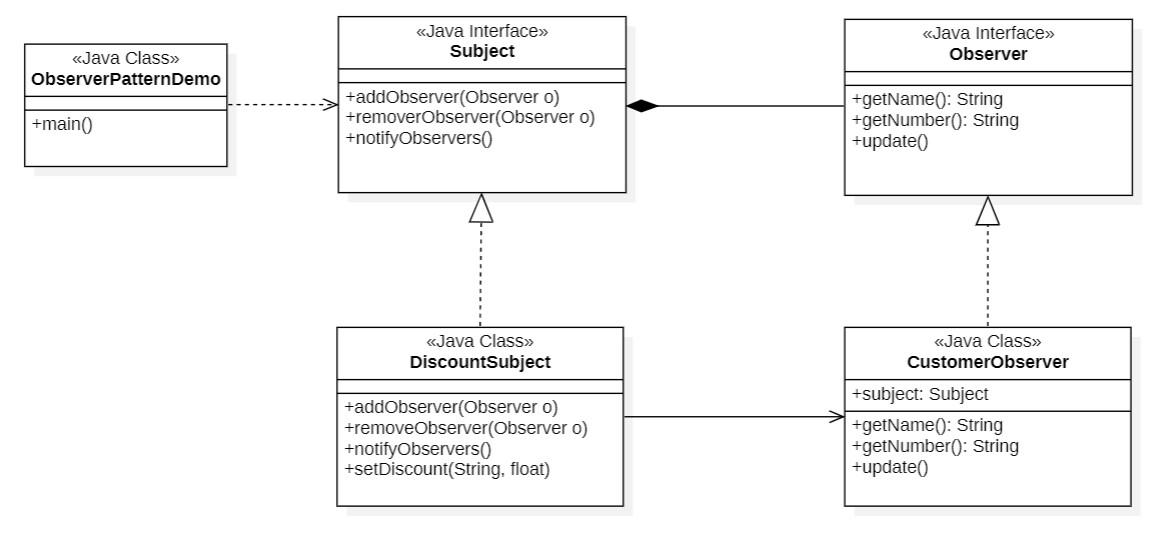 «Java Class»
ObserverPatternDemo
+main()
«Java Interface»
Subject
+addObserver(Observer o)
+removerObserver(Observer o)
+notifyObservers()
«Java Interface»
Observer
+getName(): String
+getNumber(): String
+update()
«Java Class»
DiscountSubject
+addObserver(Observer o)
+removeObserver(Observer o)
+notifyObservers()
+setDiscount(String, float)
«Java Class»
CustomerObserver
+subject: Subject
+getName(): String
+getNumber(): String
+update()